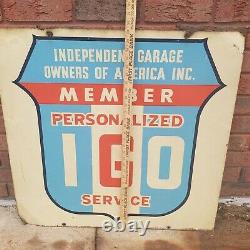 INDEPENDENT GARAGE
OWNERS OF AMERICA INC.
MEMBER
PERSONALIZED
IGO
SERVICE